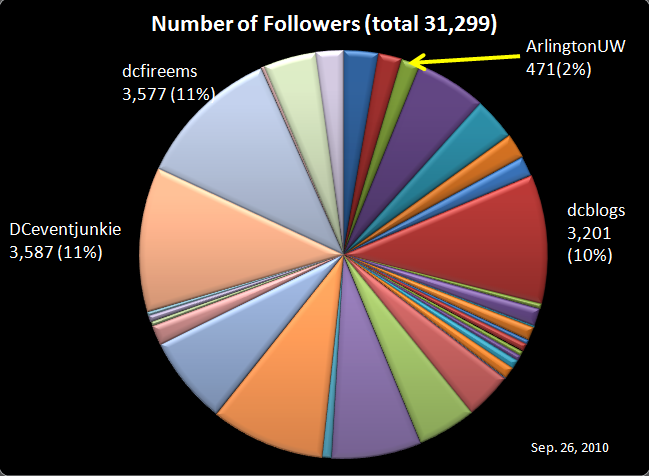 Number of Followers (total 31,299)
ArlingtonUW
471(2%)
dcfireems
3,577 (11%)
dcblogs
3,201
(10%)
DCeventjunkie
3,587 (11%)
Sep. 26, 2010